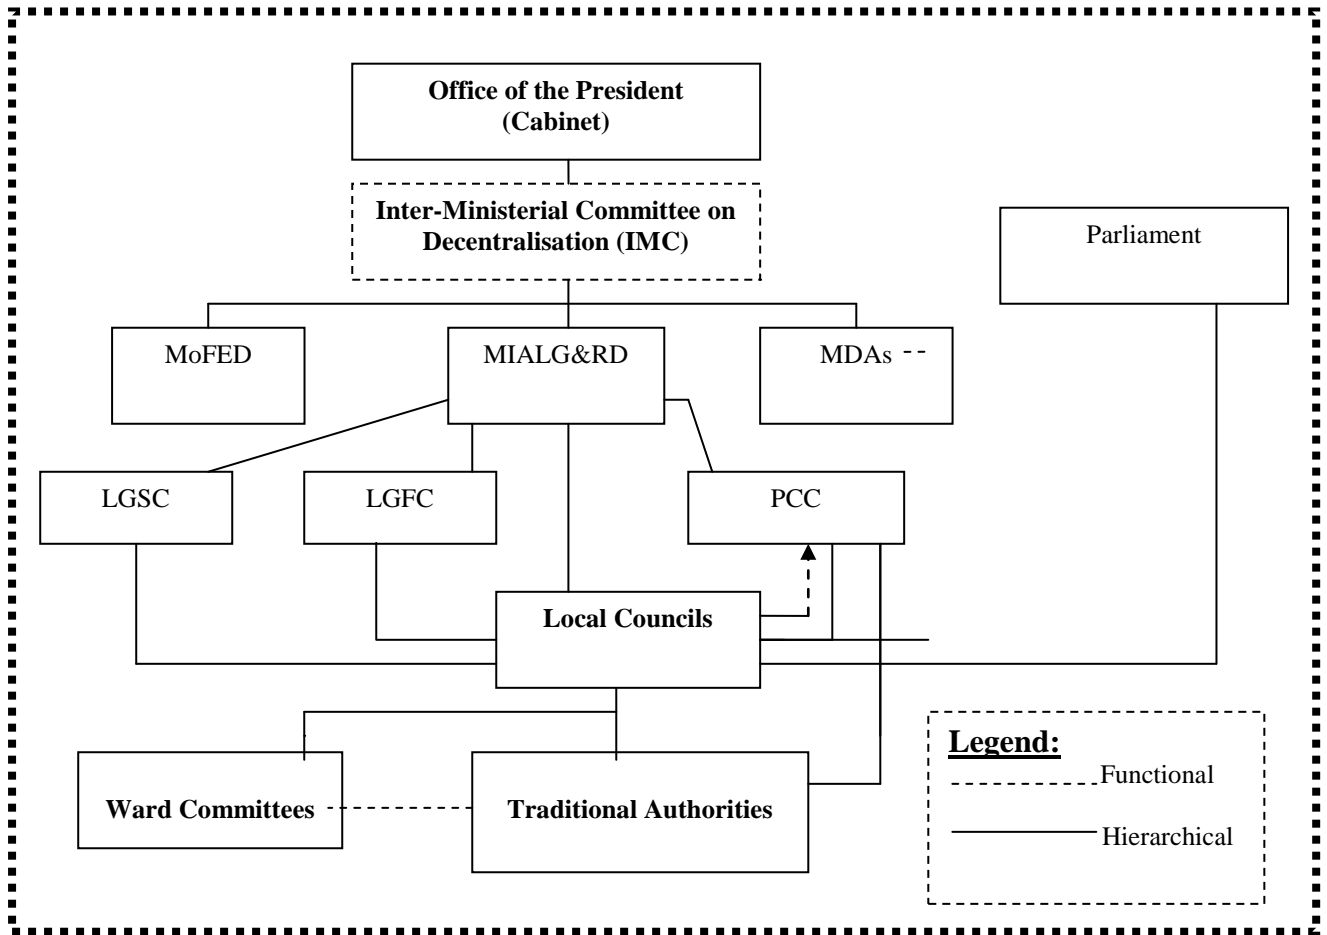 Office of the President
(Cabinet)
Inter-Ministerial Committee on
Decentralisation (IMC)
Parliament
MoFED
MIALG&RD
MDAs --
LGSC
LGFC
PCC
Local Councils
Legend:
Functional
Hierarchical
Ward Committees
Traditional Authorities